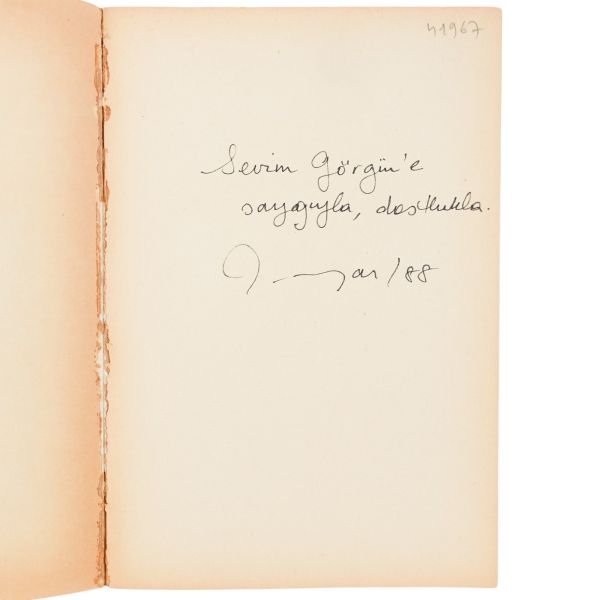 41967
Sevim Görgün'e
saygıyla, dostlukla.
/88